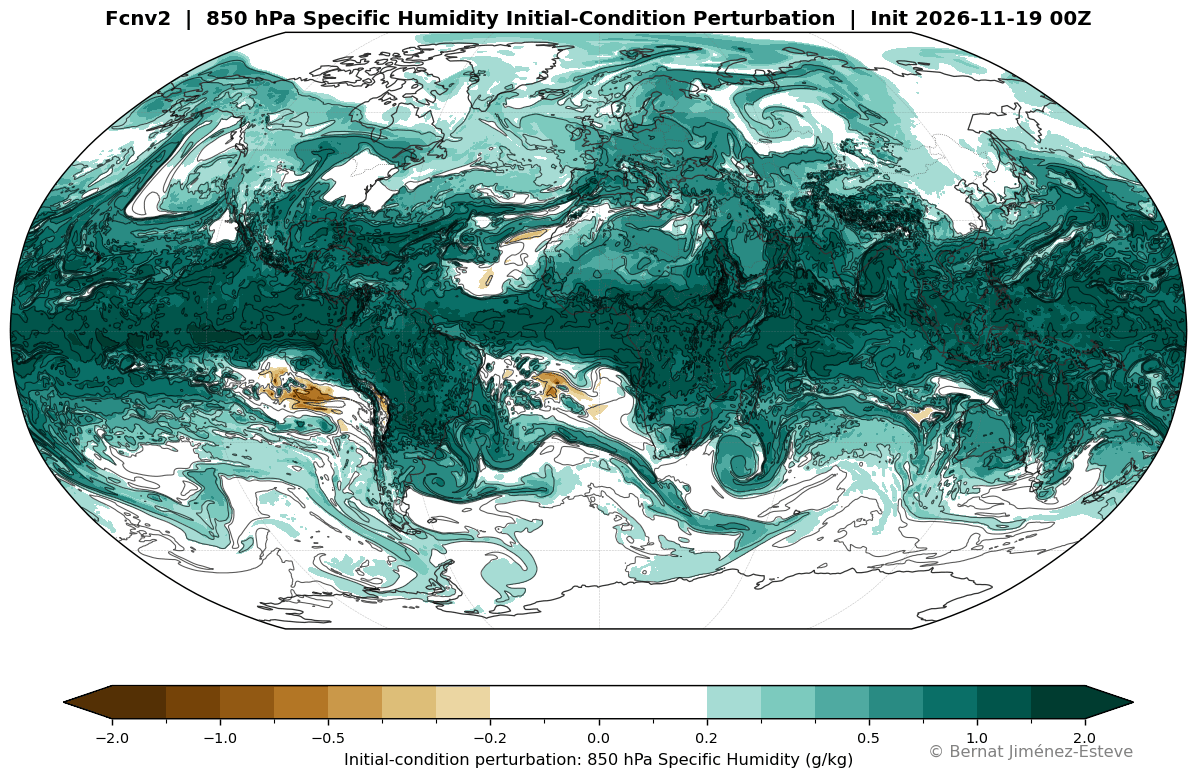 Fcnv2  |  850 hPa Specific Humidity Initial-Condition Perturbation  |  Init 2026-11-19 00Z
−2.0 −1.0 −0.5 −0.2 0.0 0.2 0.5 1.0 2.0
Initial-condition perturbation: 850 hPa Specific Humidity (g/kg)
© Bernat Jiménez-Esteve